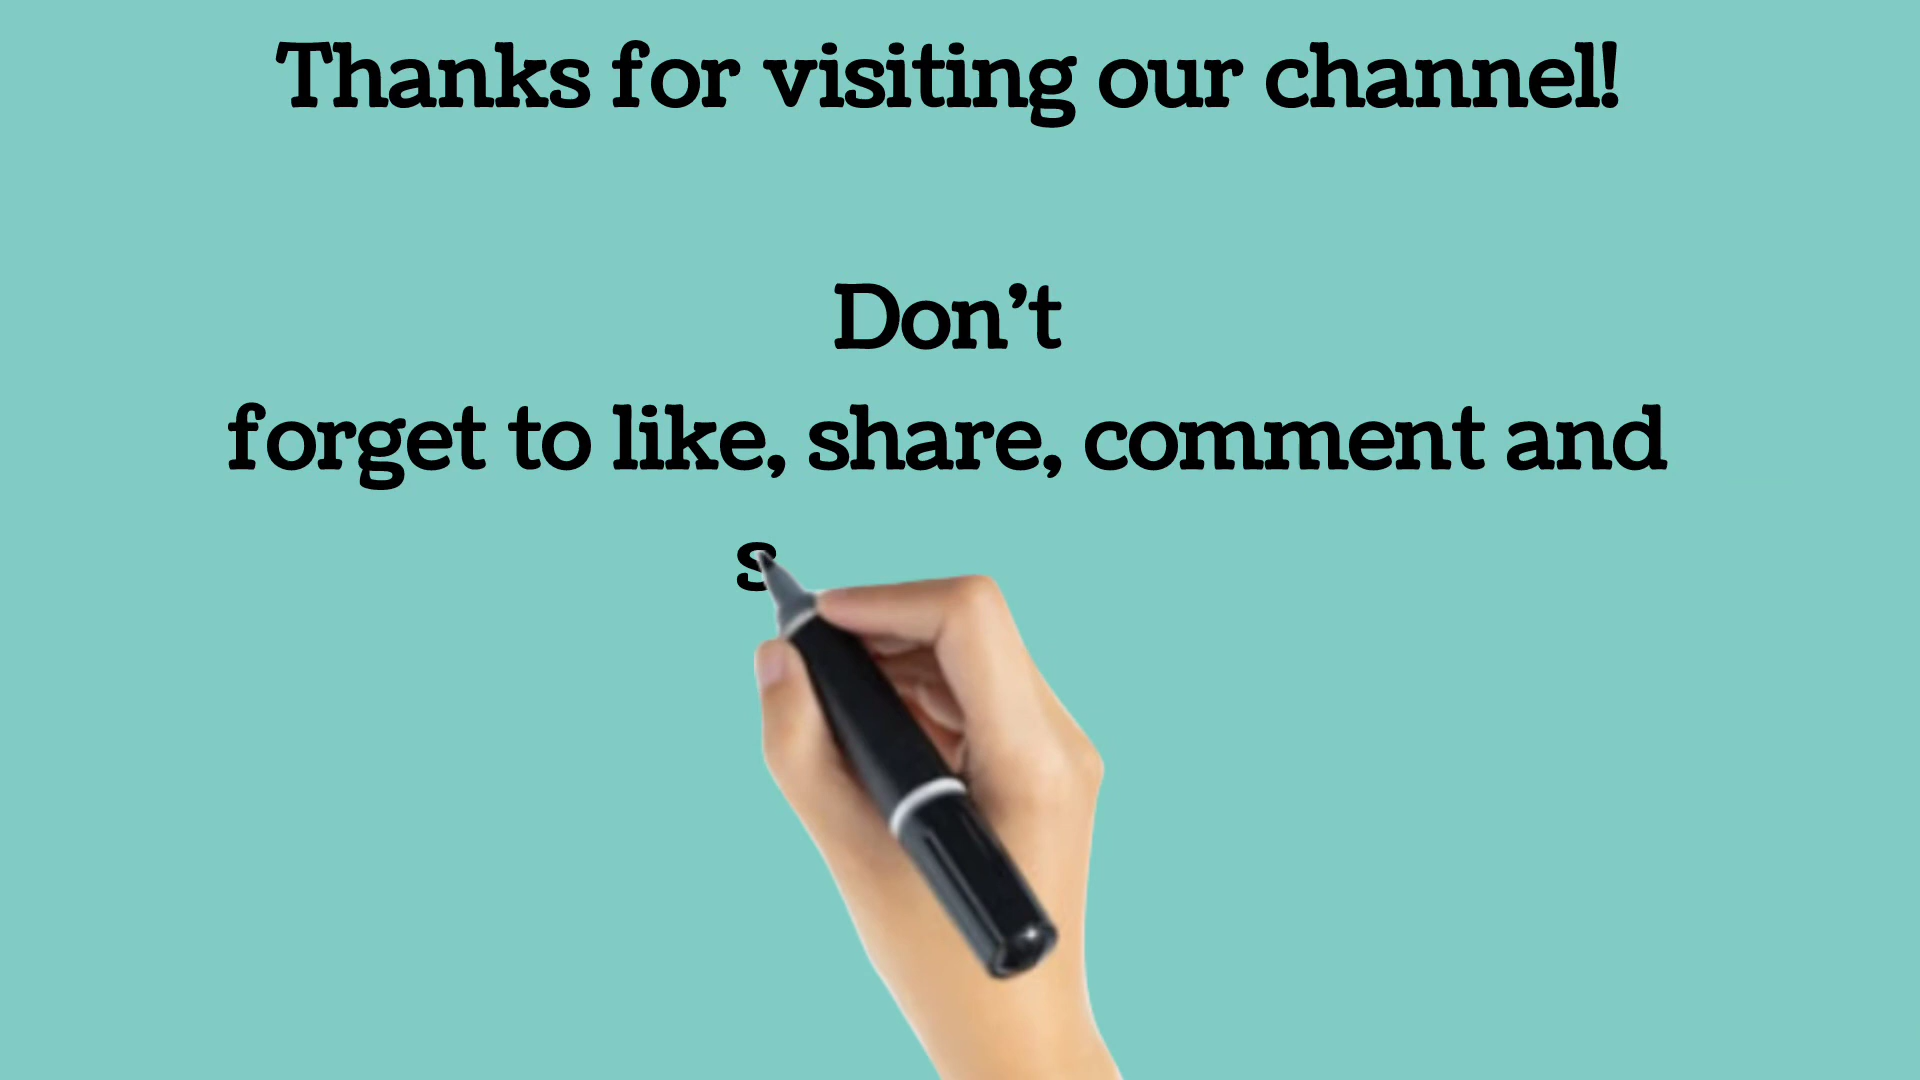 Thanks for visiting our channel!
Don’t
forget to like, share, comment and
s